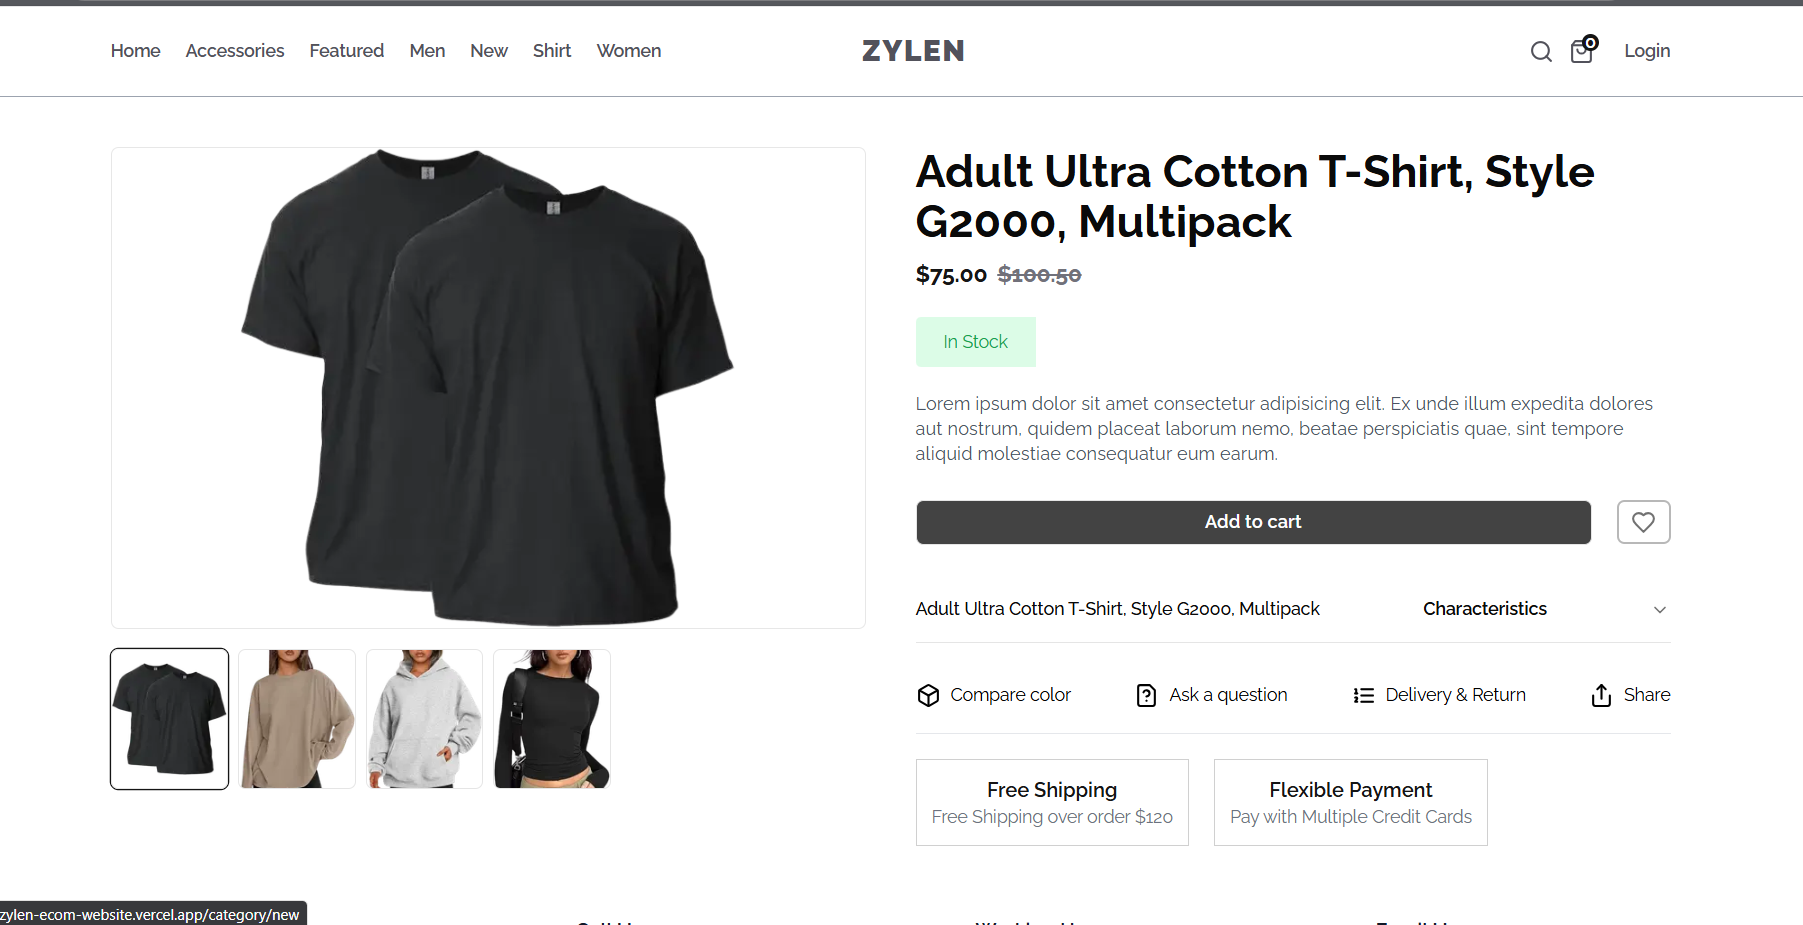 Home Accessories Featured Men New Shirt Women
ZYLEN
0
Login
Adult Ultra Cotton T-Shirt, Style
G2000, Multipack
$75.00 $100.50
In Stock
Lorem ipsum dolor sit amet consectetur adipisicing elit. Ex unde illum expedita dolores
aut nostrum, quidem placeat laborum nemo, beatae perspiciatis quae, sint tempore
aliquid molestiae consequatur eum earum.
Add to cart
Adult Ultra Cotton T-Shirt, Style G2000, Multipack Characteristics
Compare color Ask a question Delivery & Return Share
Free Shipping
Free Shipping over order $120
Flexible Payment
Pay with Multiple Credit Cards
zylen-ecom-website.vercel.app/category/new